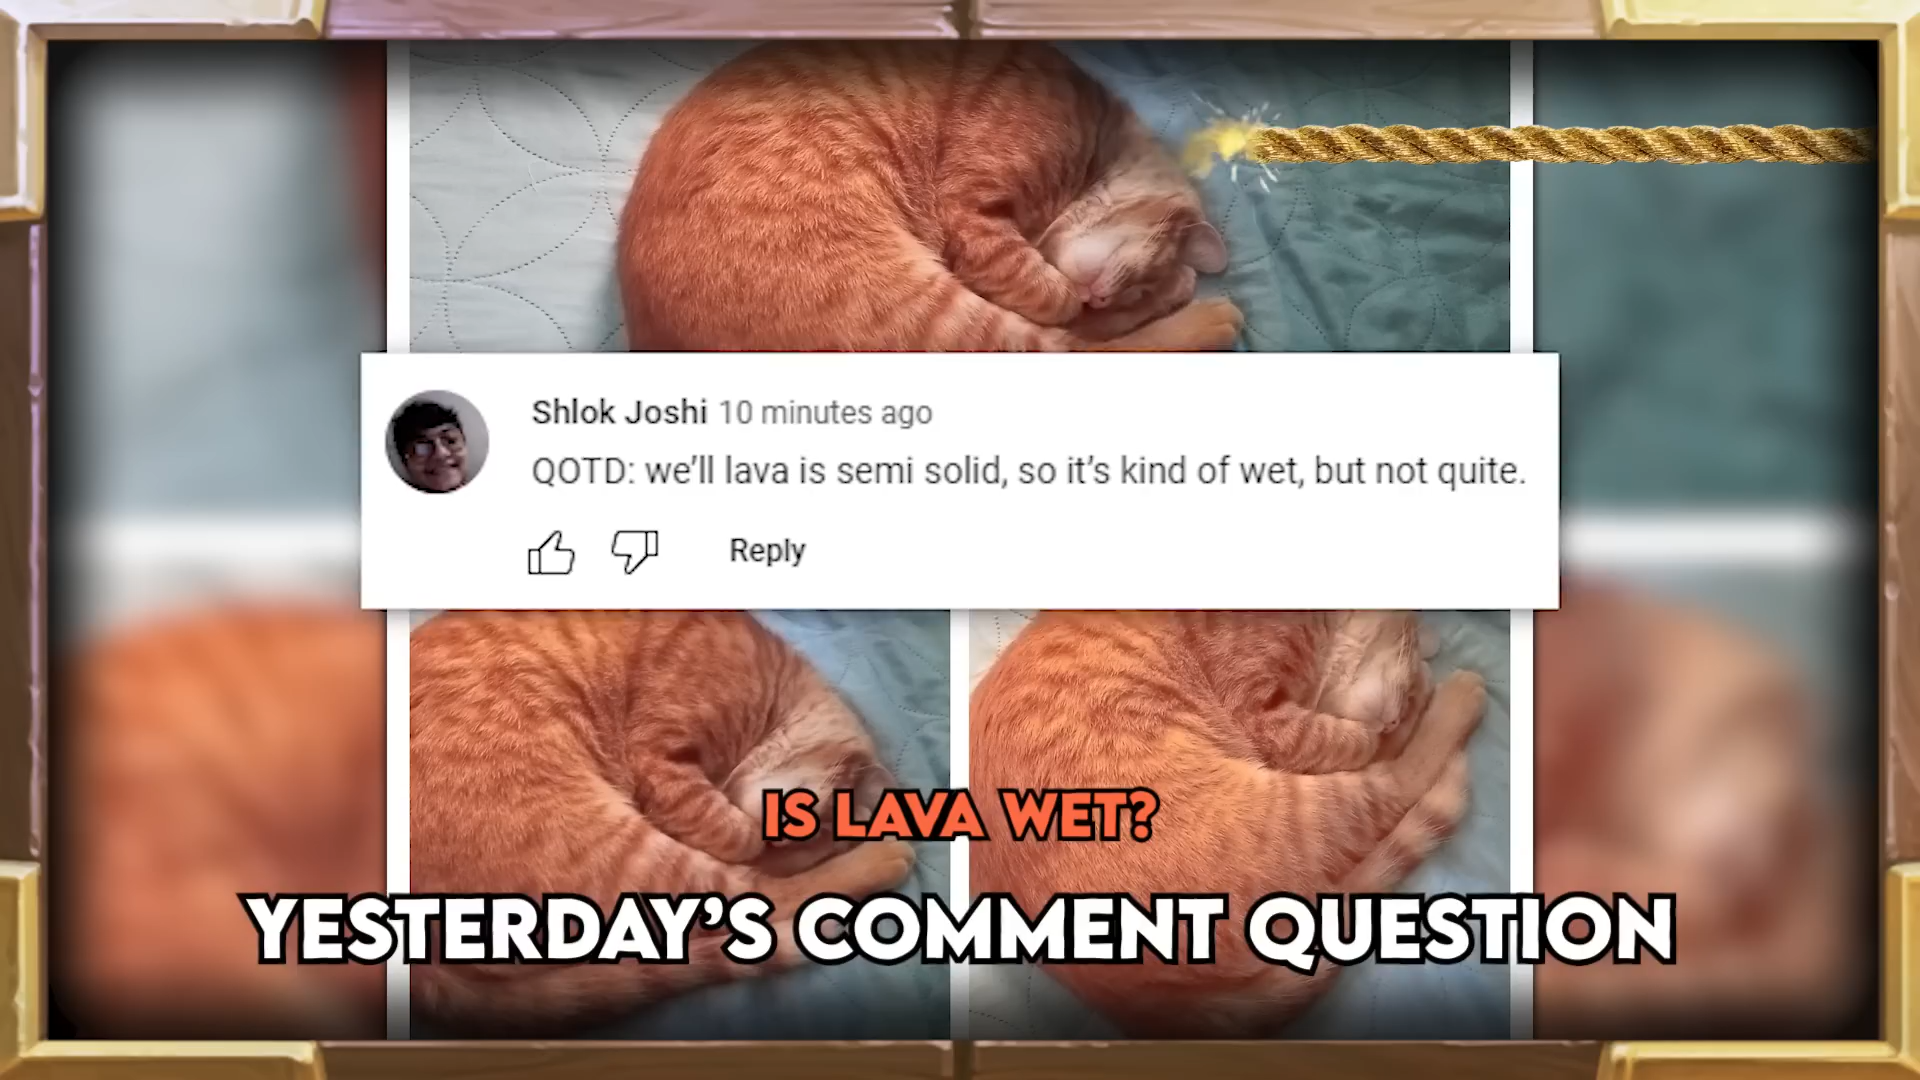 Shlok Joshi 10 minutes ago
QOTD: we’ll lava is semi solid, so it’s kind of wet, but not quite.
Reply
IS LAVA WET?
YESTERDAY’S COMMENT QUESTION